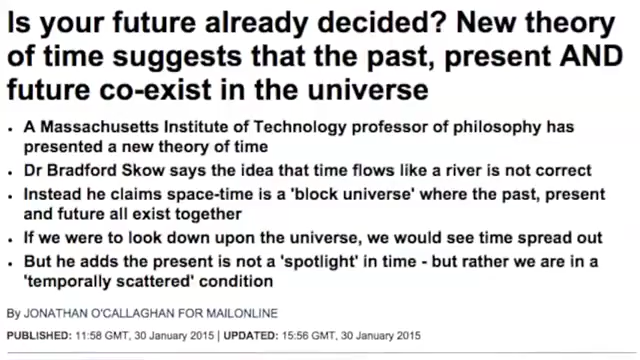 Is your future already decided? New theory
of time suggests that the past, present AND
future co-exist in the universe
• A Massachusetts Institute of Technology professor of philosophy has
presented a new theory of time
• Dr Bradford Skow says the idea that time flows like a river is not correct
• Instead he claims space-time is a 'block universe' where the past, present
and future all exist together
• If we were to look down upon the universe, we would see time spread out
• But he adds the present is not a 'spotlight' in time - but rather we are in a
'temporally scattered' condition
By JONATHAN O'CALLAGHAN FOR MAILONLINE
PUBLISHED: 11:58 GMT, 30 January 2015 | UPDATED: 15:56 GMT, 30 January 2015